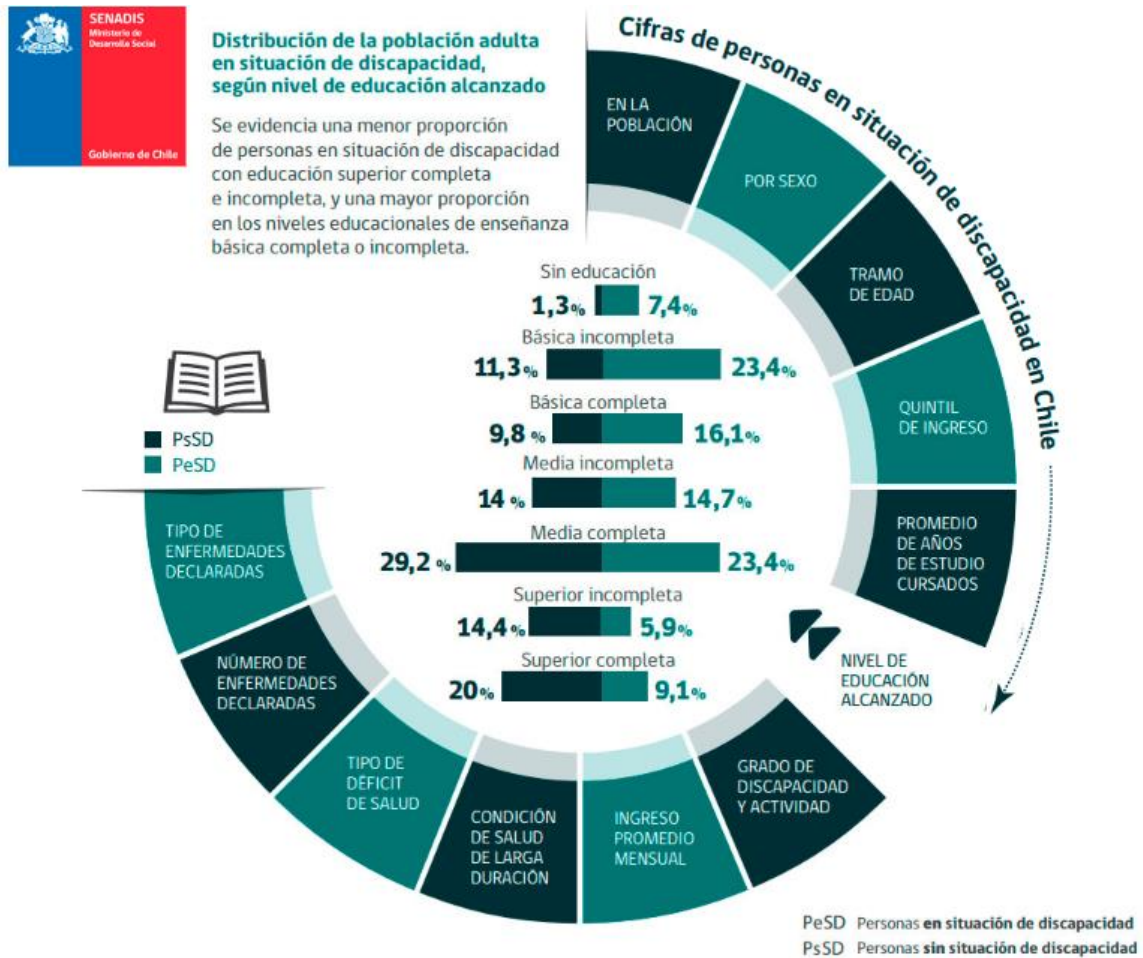 SENADIS
Ministerio de
Desarrollo Social
Gobierno de Chile
Distribución de la población adulta
en situación de discapacidad,
según nivel de educación alcanzado
Se evidencia una menor proporción
de personas en situación de discapacidad
con educación superior completa
e incompleta, y una mayor proporción
en los niveles educacionales de enseñanza
básica completa o incompleta.
Cifras de personas en situación de discapacidad en Chile
EN LA
POBLACIÓN
POR SEXO
TRAMO
DE EDAD
QUINTIL
DE INGRESO
PROMEDIO
DE AÑOS
DE ESTUDIO
CURSADOS
NIVEL DE
EDUCACIÓN
ALCANZADO
GRADO DE
DISCAPACIDAD
Y ACTIVIDAD
INGRESO
PROMEDIO
MENSUAL
CONDICIÓN
DE SALUD
DE LARGA
DURACIÓN
TIPO DE
DÉFICIT
DE SALUD
NÚMERO DE
ENFERMEDADES
DECLARADAS
TIPO DE
ENFERMEDADES
DECLARADAS
PsSD
PeSD
Sin educación
1,3% 7,4%
Básica incompleta
11,3% 23,4%
Básica completa
9,8% 16,1%
Media incompleta
14% 14,7%
Media completa
29,2% 23,4%
Superior incompleta
14,4% 5,9%
Superior completa
20% 9,1%
PeSD Personas en situación de discapacidad
PsSD Personas sin situación de discapacidad